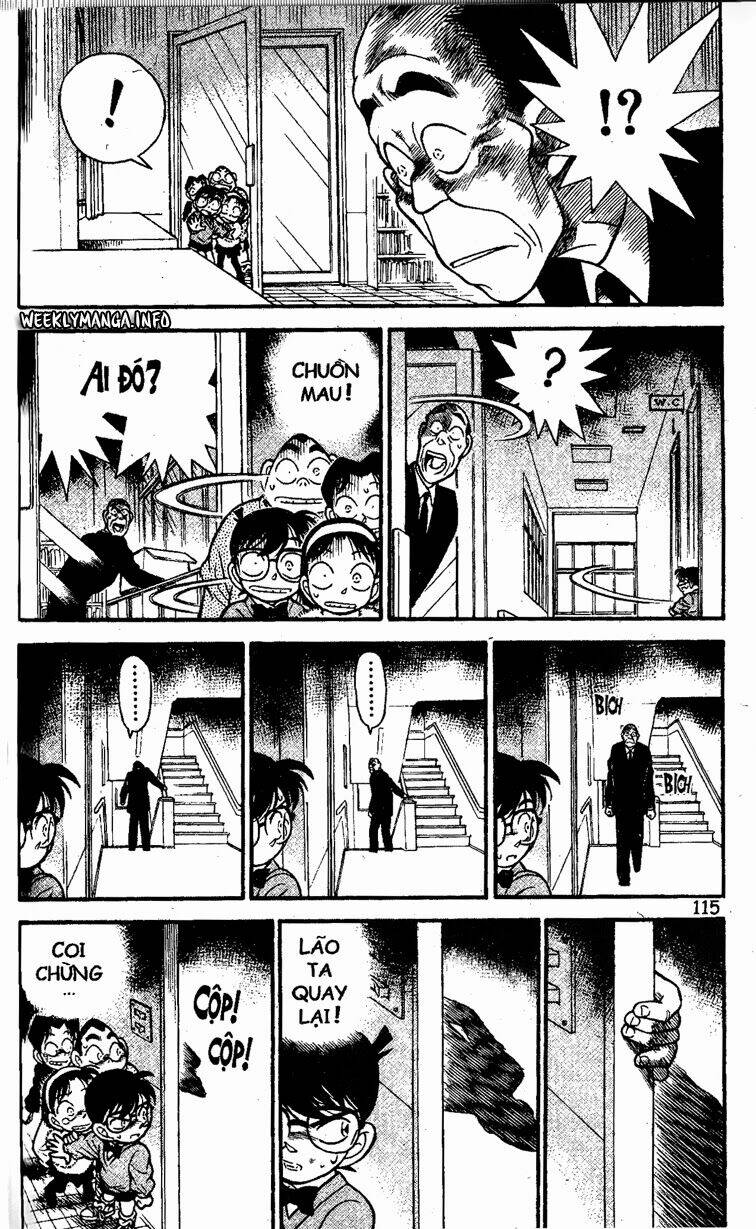 !
!?
WEEKLYMANGA.INFO
AI ĐÓ?
CHUỒN
MAU!
?
W.C
BỊCH
BỊCH
115
COI
CHỪNG
...
CỘP!
CỘP!
LÃO
TA
QUAY
LẠI!